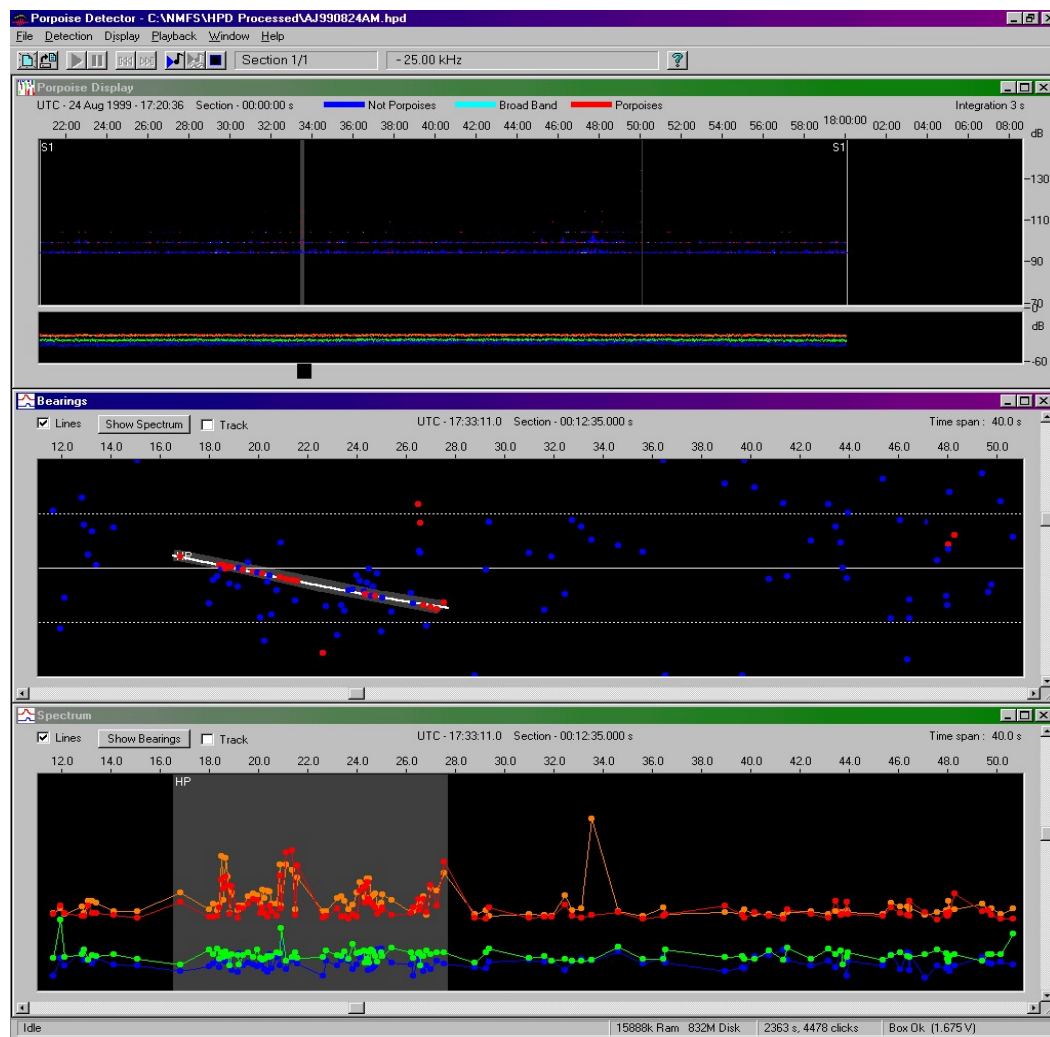 Porpoise Detector - C:\NMFS\HPD Processed\AJ990824AM.hpd
File Detection Display Playback Window Help
Section 1/1 - 25.00 kHz
Porpoise Display
UTC - 24 Aug 1999 - 17:20:36 Section - 00:00:00 s Not Porpoises Broad Band Porpoises Integration 3 s
22:00 24:00 26:00 28:00 30:00 32:00 34:00 36:00 38:00 40:00 42:00 44:00 46:00 48:00 50:00 52:00 54:00 56:00 58:00 18:00:00 02:00 04:00 06:00 08:00 dB
S1 S1
-130
-110
-90
-70
dB
-60
Bearings
Lines Show Spectrum Track UTC - 17:33:11.0 Section - 00:12:35.000 s Time span : 40.0 s
12.0 14.0 16.0 18.0 20.0 22.0 24.0 26.0 28.0 30.0 32.0 34.0 36.0 38.0 40.0 42.0 44.0 46.0 48.0 50.0
HP
Spectrum
Lines Show Bearings Track UTC - 17:33:11.0 Section - 00:12:35.000 s Time span : 40.0 s
12.0 14.0 16.0 18.0 20.0 22.0 24.0 26.0 28.0 30.0 32.0 34.0 36.0 38.0 40.0 42.0 44.0 46.0 48.0 50.0
HP
Idle 15888k Ram 832M Disk 2363 s, 4478 clicks Box Ok (1.675 V)